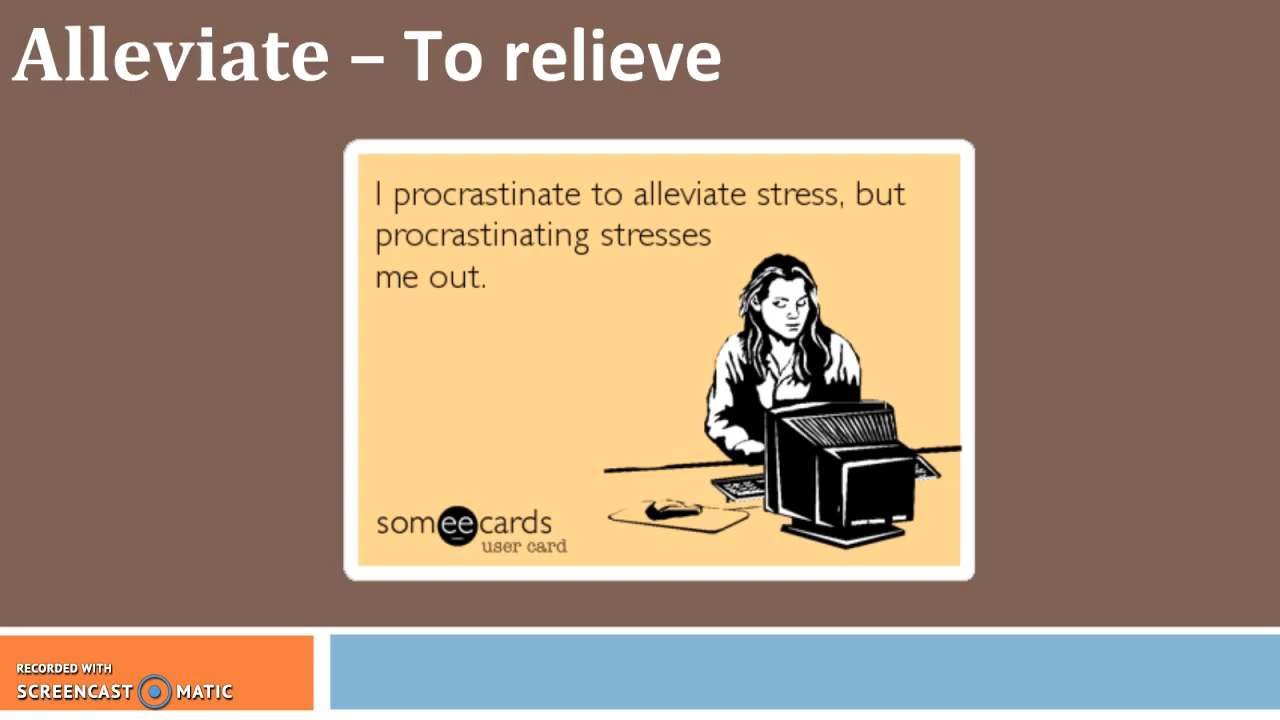 Alleviate – To relieve
I procrastinate to alleviate stress, but
procrastinating stresses
me out.
someecards
user card
RECORDED WITH
SCREENCAST MATIC